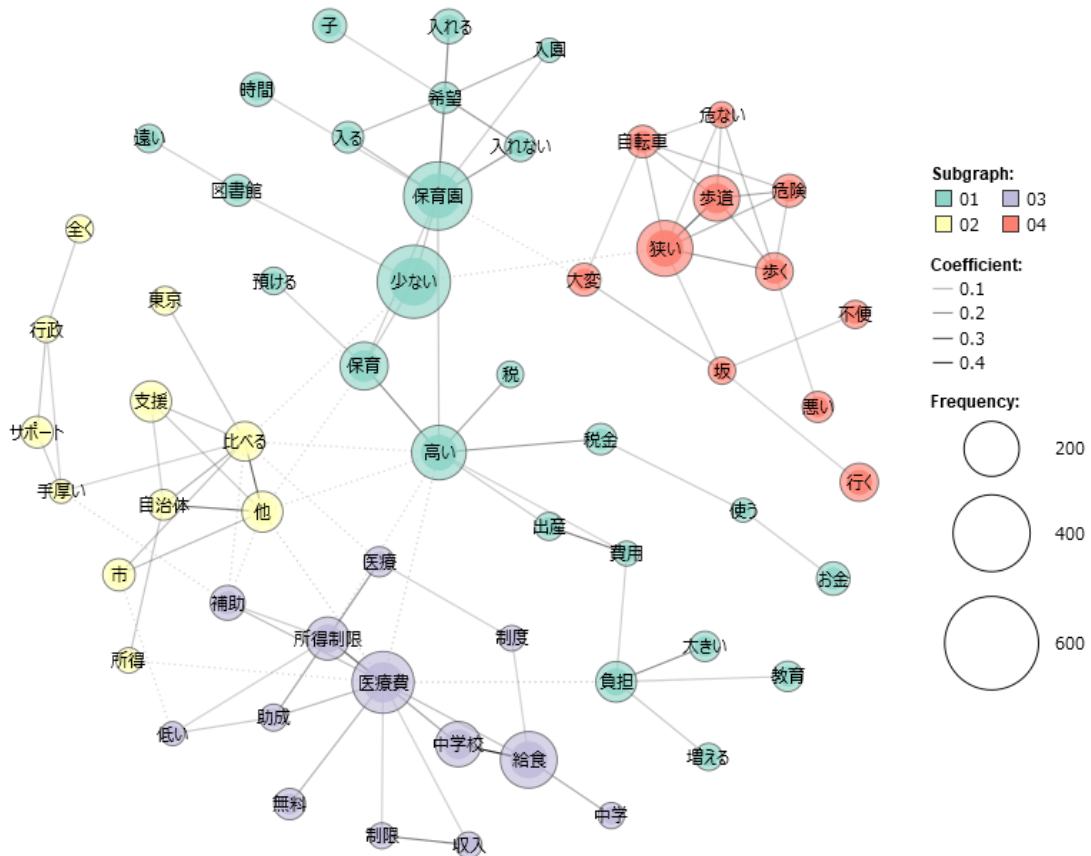 子
入れる
入園
時間
希望
遠い
入る
入れない
図書館
保育園
少ない
預ける
保育
税
高い
税金
使う
お金
出産
費用
負担
大きい
教育
増える
危ない
自転車
歩道
危険
狭い
歩く
大変
不便
坂
悪い
行く
全く
東京
行政
支援
サポート
比べる
手厚い
自治体
他
市
所得
医療
補助
所得制限
制度
医療費
低い
助成
中学校
給食
無料
制限
収入
中学
Subgraph:
01 03
02 04
Coefficient:
0.1
0.2
0.3
0.4
Frequency:
200
400
600